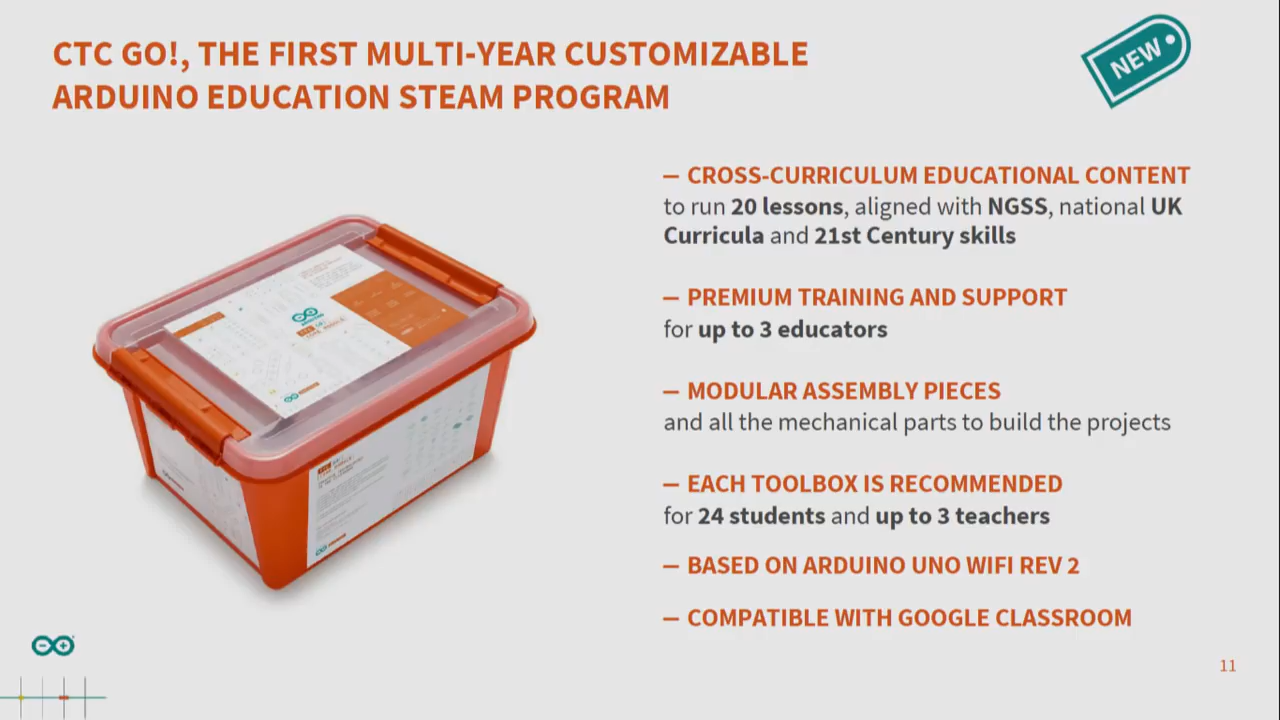 CTC GO!, THE FIRST MULTI-YEAR CUSTOMIZABLE
ARDUINO EDUCATION STEAM PROGRAM
NEW
— CROSS-CURRICULUM EDUCATIONAL CONTENT
to run 20 lessons, aligned with NGSS, national UK
Curricula and 21st Century skills
— PREMIUM TRAINING AND SUPPORT
for up to 3 educators
— MODULAR ASSEMBLY PIECES
and all the mechanical parts to build the projects
— EACH TOOLBOX IS RECOMMENDED
for 24 students and up to 3 teachers
— BASED ON ARDUINO UNO WIFI REV 2
— COMPATIBLE WITH GOOGLE CLASSROOM
11